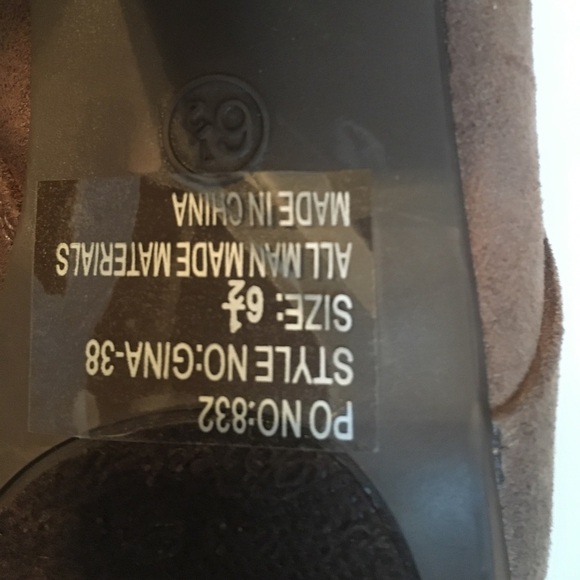 PO NO:832
STYLE NO:GINA-38
SIZE: 6½
ALL MAN MADE MATERIALS
MADE IN CHINA
6½